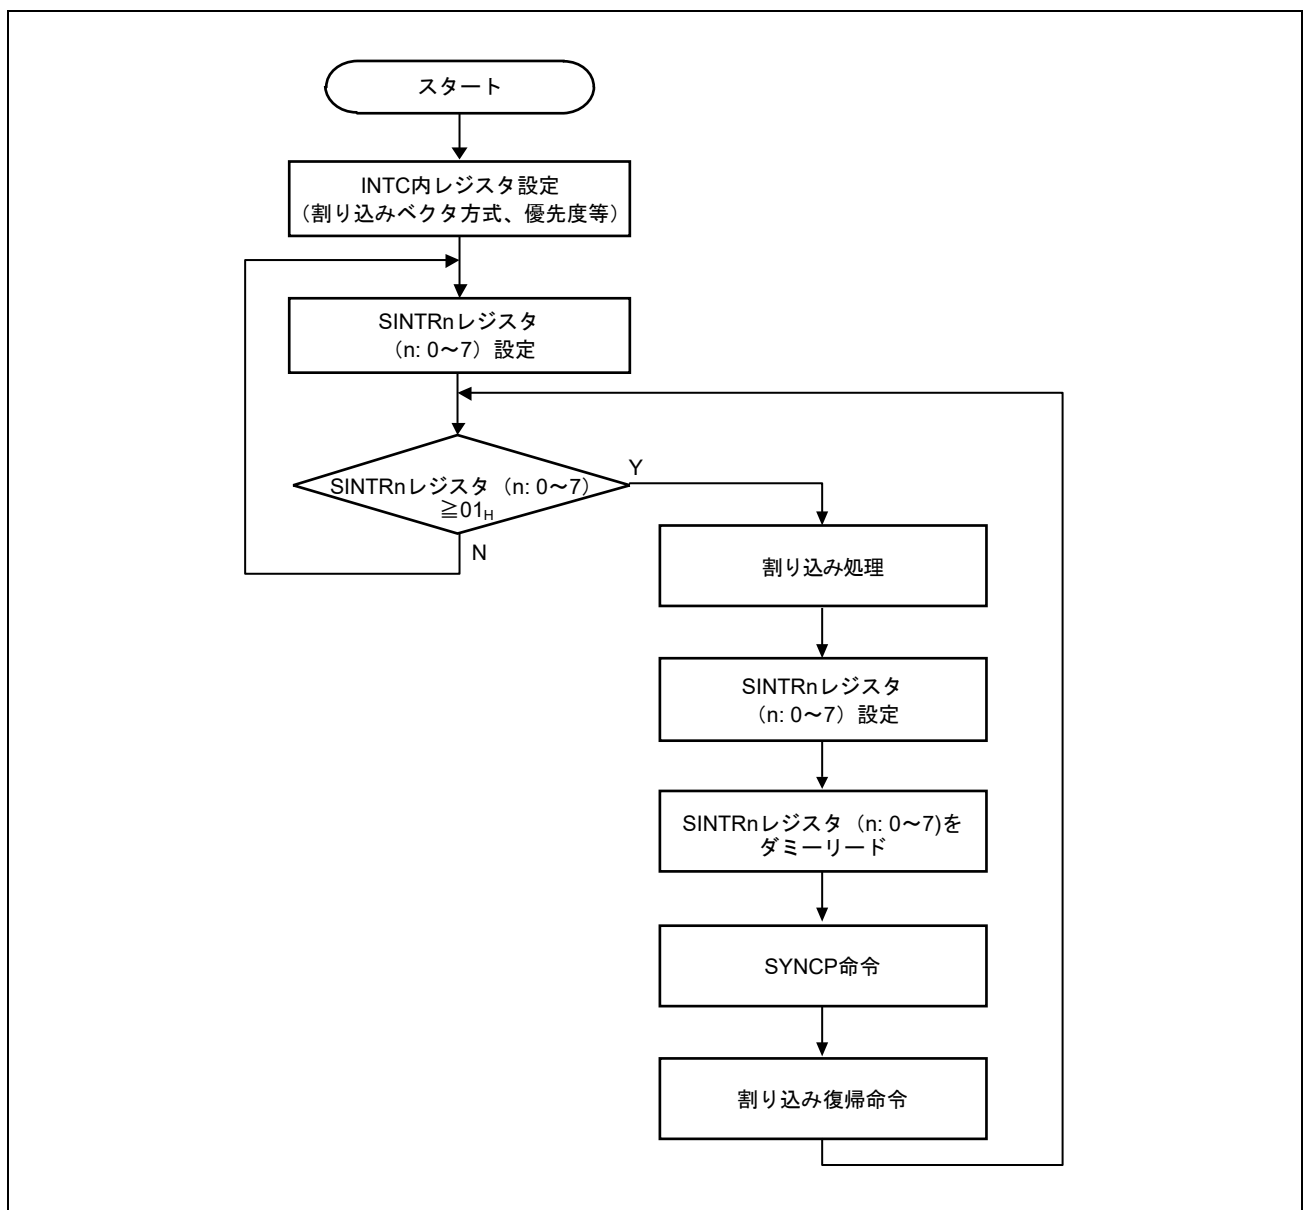 スタート
INTC内レジスタ設定
（割り込みベクタ方式、優先度等）
SINTRnレジスタ
（n: 0～7）設定
SINTRnレジスタ（n: 0～7）
≧01H
Y
N
割り込み処理
SINTRnレジスタ
（n: 0～7）設定
SINTRnレジスタ（n: 0～7)を
ダミーリード
SYNCP命令
割り込み復帰命令